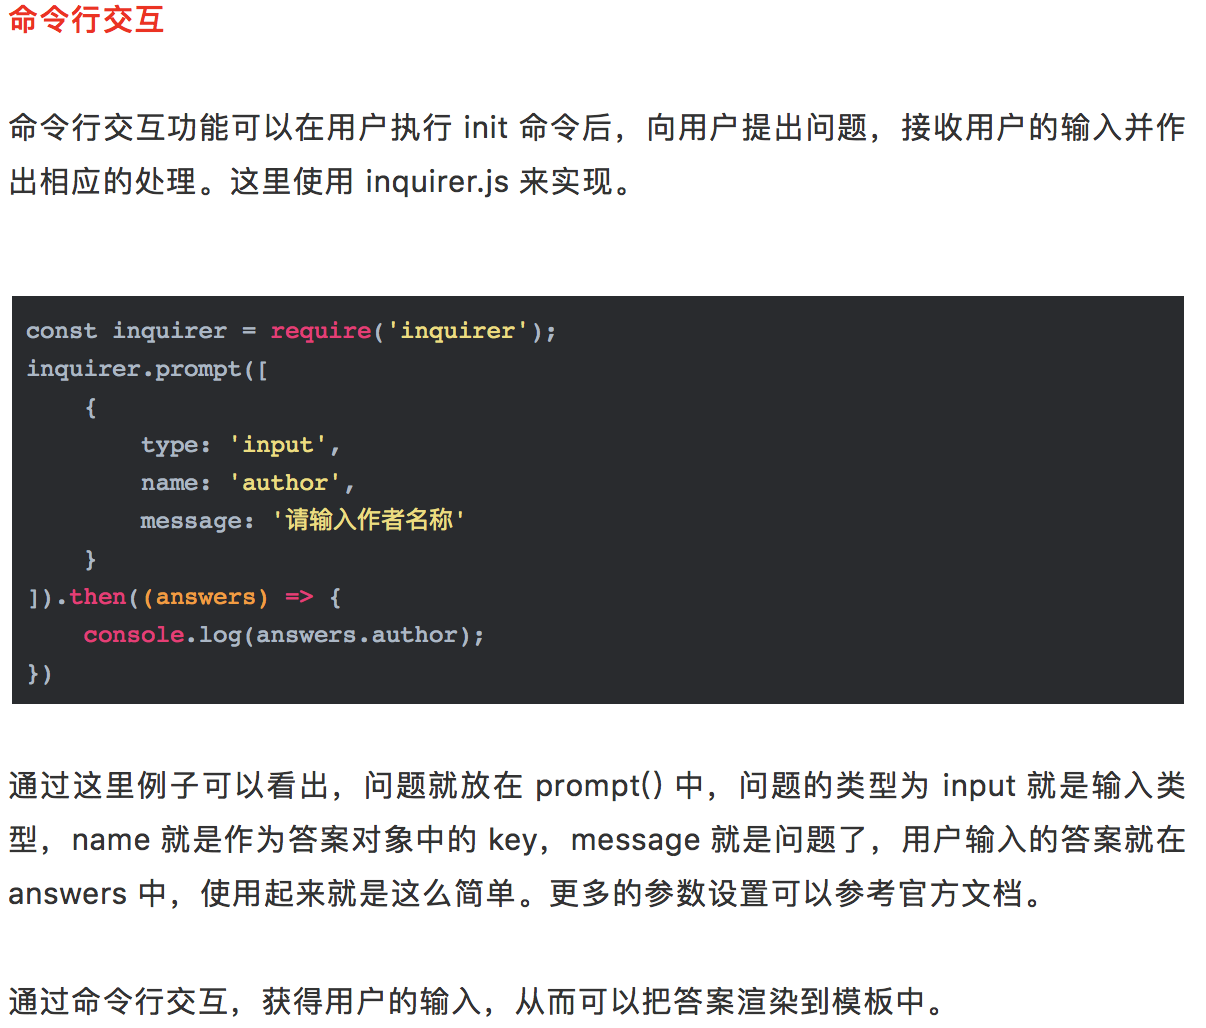 命令行交互
命令行交互功能可以在用户执行 init 命令后，向用户提出问题，接收用户的输入并作
出相应的处理。这里使用 inquirer.js 来实现。
const inquirer = require('inquirer');
inquirer.prompt([
    {
        type: 'input',
        name: 'author',
        message: '请输入作者名称'
    }
]).then((answers) => {
    console.log(answers.author);
})
通过这里例子可以看出，问题就放在 prompt() 中，问题的类型为 input 就是输入类
型，name 就是作为答案对象中的 key，message 就是问题了，用户输入的答案就在
answers 中，使用起来就是这么简单。更多的参数设置可以参考官方文档。
通过命令行交互，获得用户的输入，从而可以把答案渲染到模板中。